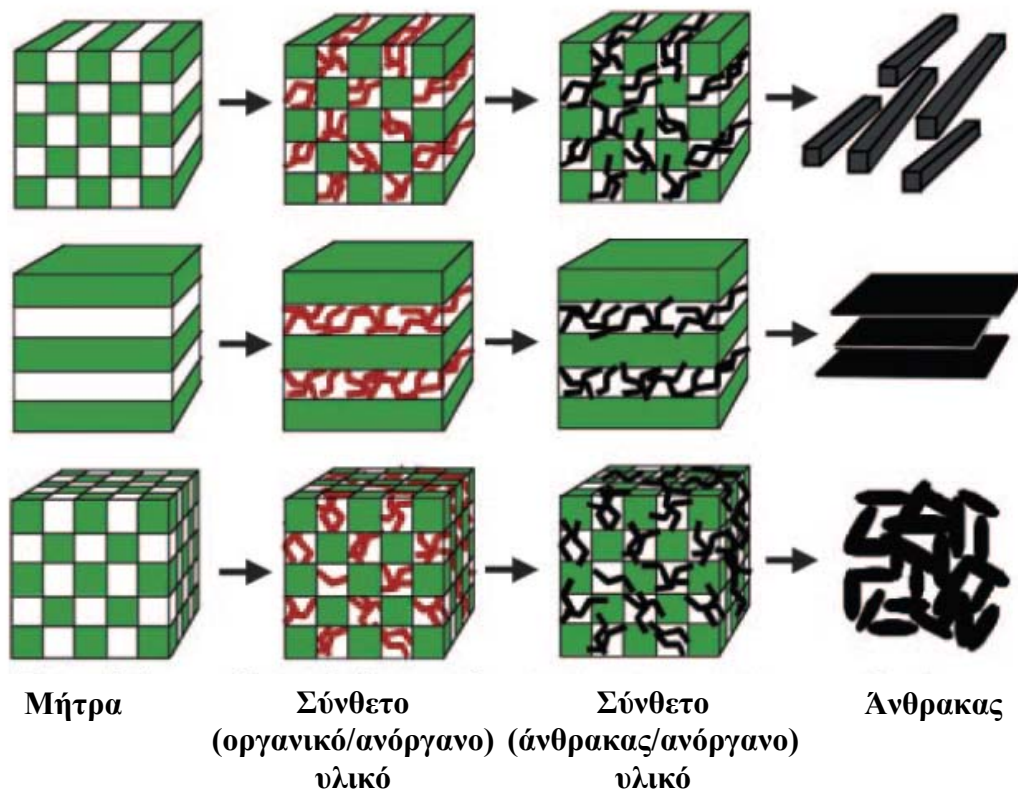 Μήτρα
Σύνθετο
(οργανικό/ανόργανο)
υλικό
Σύνθετο
(άνθρακας/ανόργανο)
υλικό
Άνθρακας